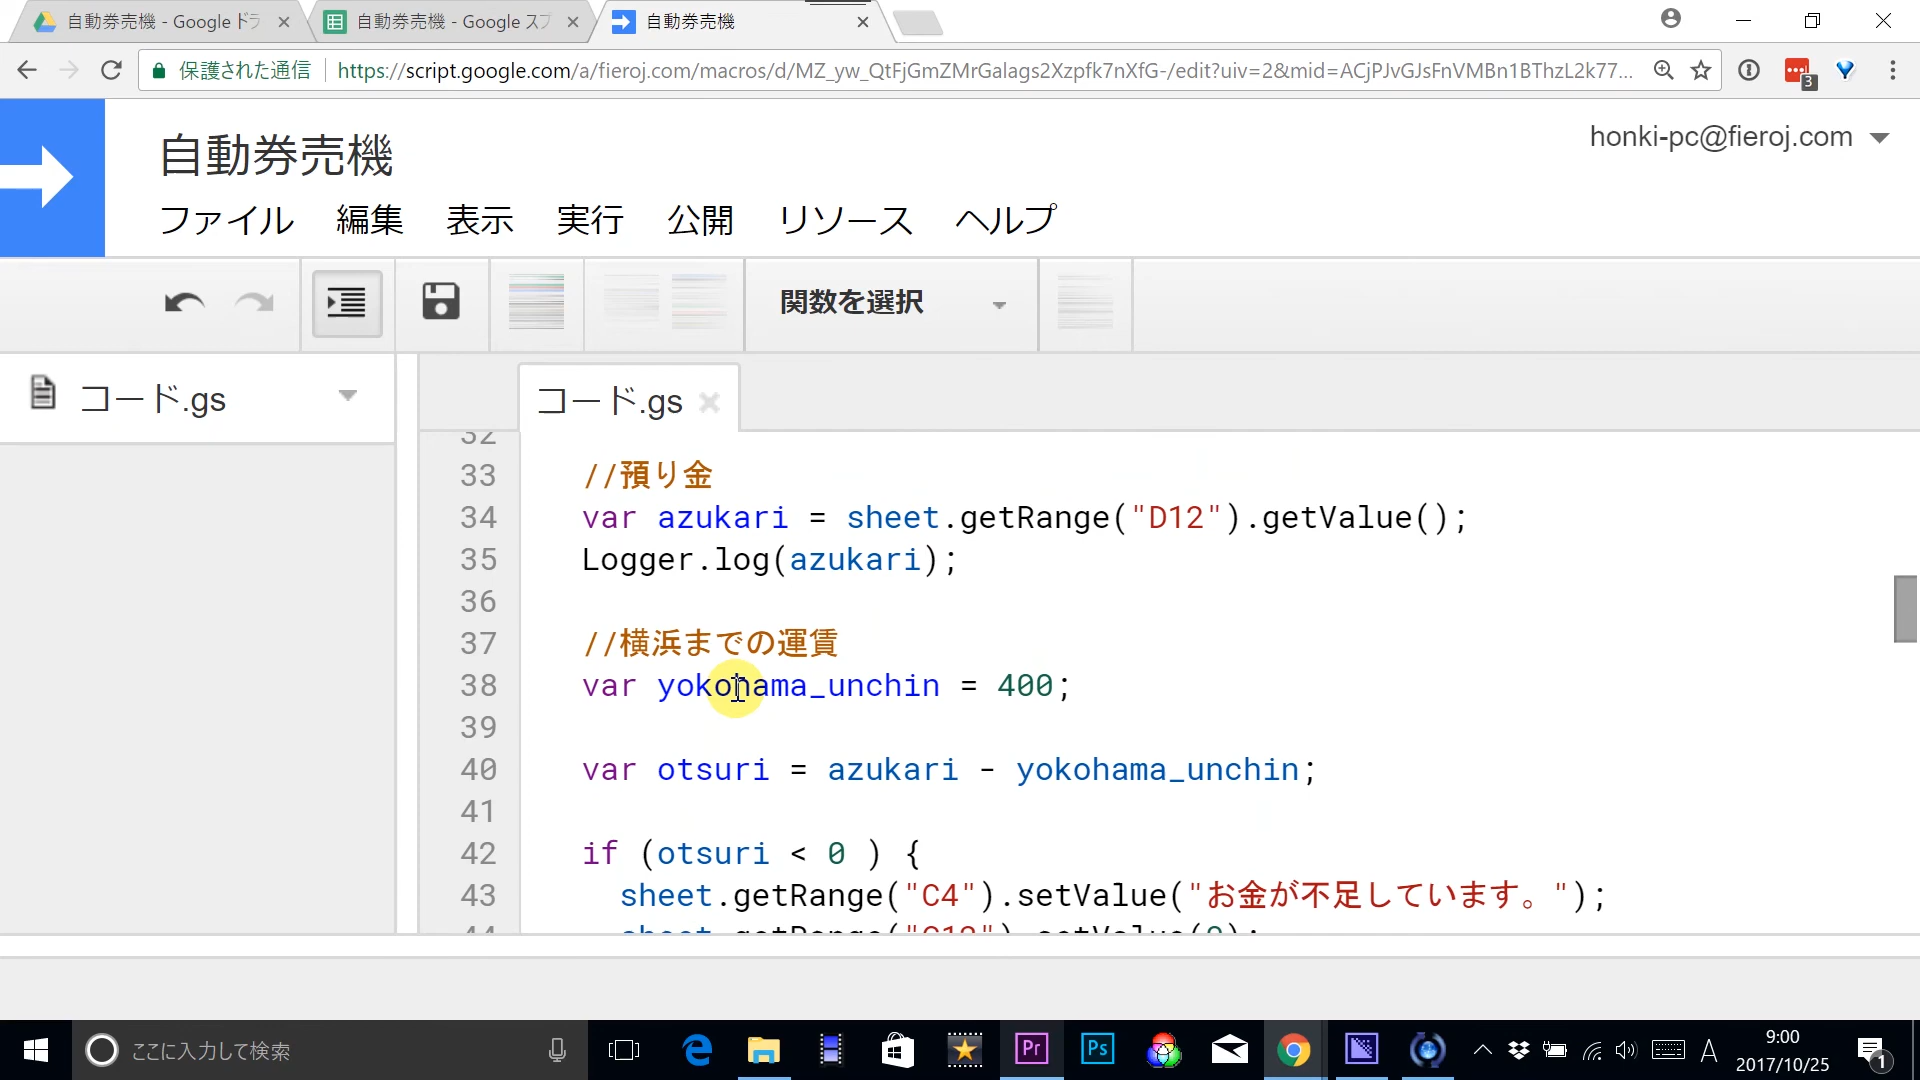 自動券売機 - Google ドラ
自動券売機 - Google スプ
自動券売機
保護された通信
https://script.google.com/a/fieroj.com/macros/d/MZ_yw_QtFjGmZMrGalags2Xzpfk7nXfG-/edit?uiv=2&mid=ACjPJvGJsFnVMBn1BThzL2k77...
3
自動券売機
honki-pc@fieroj.com
ファイル 編集 表示 実行 公開 リソース ヘルプ
関数を選択
コード.gs
コード.gs
32
33 //預り金
34 var azukari = sheet.getRange("D12").getValue();
35 Logger.log(azukari);
36
37 //横浜までの運賃
38 var yokohama_unchin = 400;
39
40 var otsuri = azukari - yokohama_unchin;
41
42 if (otsuri < 0 ) {
43 sheet.getRange("C4").setValue("お金が不足しています。");
ここに入力して検索
Pr
Ps
A
9:00
2017/10/25
1